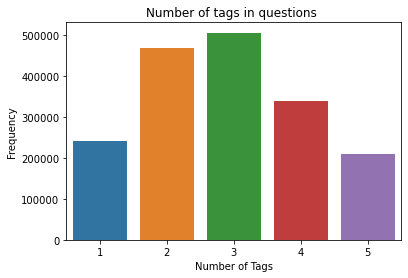 Number of tags in questions
Frequency
500000
400000
300000
200000
100000
0
1 2 3 4 5
Number of Tags